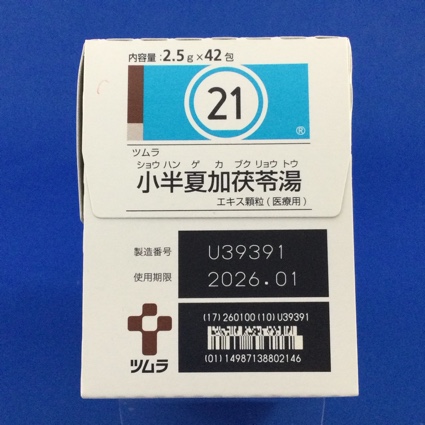 内容量:2.5g×42包
21
®
ツムラ
ショウ ハン ゲ カ ブク リョウ トウ
小半夏加茯苓湯
エキス顆粒(医療用)
製造番号 U39391
使用期限 2026.01
(17)260100(10)U39391
(01)14987138802146
ツムラ